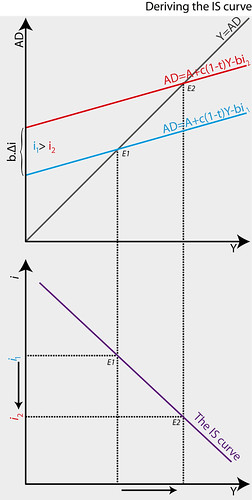 Deriving the IS curve
AD
Y=AD
AD=A+c(1-t)Y-bi2
E2
AD=A+c(1-t)Y-bi1
b.Δi
i1> i2
E1
Y
i
i1
E1
i2
E2
The IS curve
Y